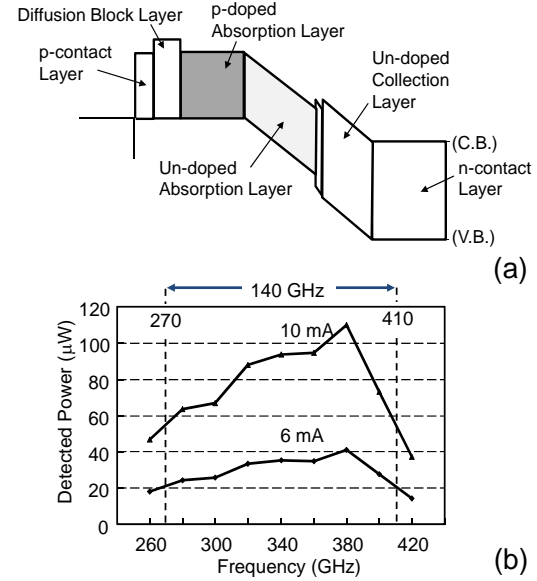 Diffusion Block Layer
p-contact
Layer
p-doped
Absorption Layer
Un-doped
Collection
Layer
Un-doped
Absorption Layer
(C.B.)
n-contact
Layer
(V.B.)
(a)
140 GHz
270
410
10 mA
6 mA
Detected Power (μW)
120
100
80
60
40
20
0
260
300
340
380
420
Frequency (GHz)
(b)